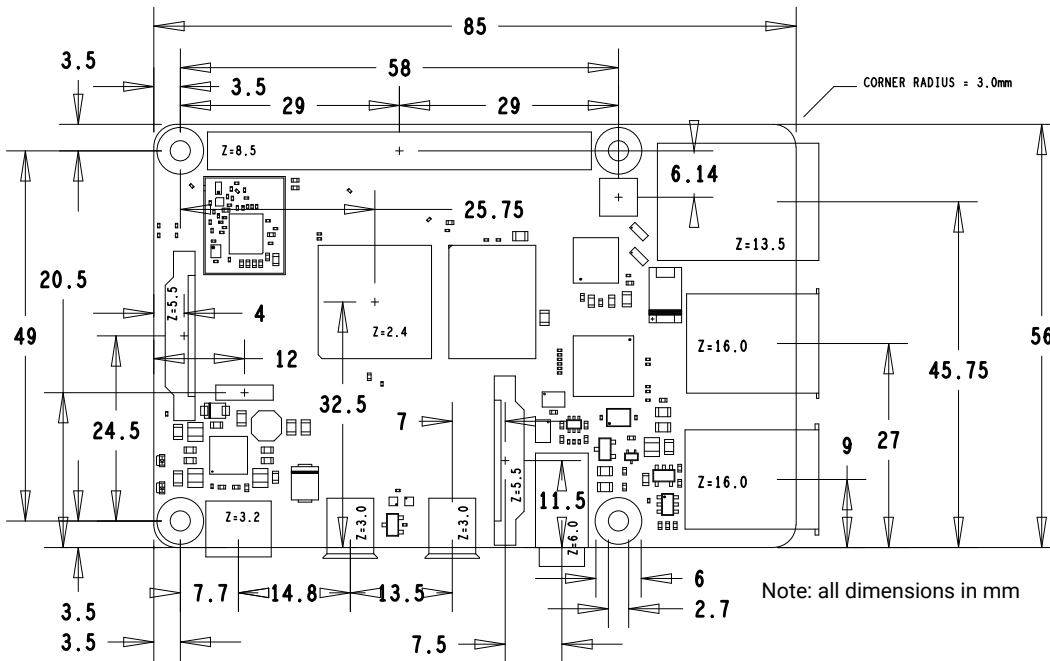 85
3.5
58
3.5
CORNER RADIUS = 3.0mm
29
29
Z=8.5
6.14
25.75
Z=13.5
20.5
Z=5.5
4
Z=2.4
49
56
12
Z=16.0
45.75
32.5
7
24.5
27
9
Z=5.5
Z=16.0
11.5
Z=3.2
Z=3.0
Z=3.0
Z=6.0
6
7.7
14.8
13.5
Note: all dimensions in mm
3.5
2.7
3.5
7.5